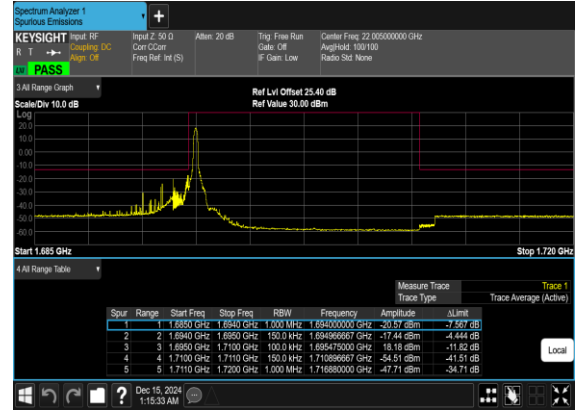 Spectrum Analyzer 1
Spurious Emissions
+
KEYSIGHT Input: RF Input Z: 50 Ω Atten: 20 dB Trig: Free Run Center Freq: 22.005000000 GHz
R T Coupling: DC Corr CCorr Gate: Off Avg|Hold: 100/100
Align: Off Freq Ref: Int (S) IF Gain: Low Radio Std: None
PASS
3 All Range Graph Ref Lvl Offset 25.40 dB
Scale/Div 10.0 dB Ref Value 30.00 dBm
Log
20.0
10.0
0.00
-10.0
-20.0
-30.0
-40.0
-50.0
-60.0
Start 1.685 GHz Stop 1.720 GHz
4 All Range Table
Measure Trace Trace 1
Trace Type Trace Average (Active)
Spur Range Start Freq Stop Freq RBW Frequency Amplitude ΔLimit
1 1 1.6850 GHz 1.6940 GHz 1.000 MHz 1.694000000 GHz -20.57 dBm -7.567 dB
2 2 1.6940 GHz 1.6950 GHz 150.0 kHz 1.694966667 GHz -17.44 dBm -4.444 dB
3 3 1.6950 GHz 1.7100 GHz 100.0 kHz 1.695475000 GHz 18.18 dBm -11.82 dB
4 4 1.7100 GHz 1.7110 GHz 150.0 kHz 1.710896667 GHz -54.51 dBm -41.51 dB
5 5 1.7110 GHz 1.7200 GHz 1.000 MHz 1.716880000 GHz -47.71 dBm -34.71 dB
Local
? Dec 15, 2024
1:15:33 AM